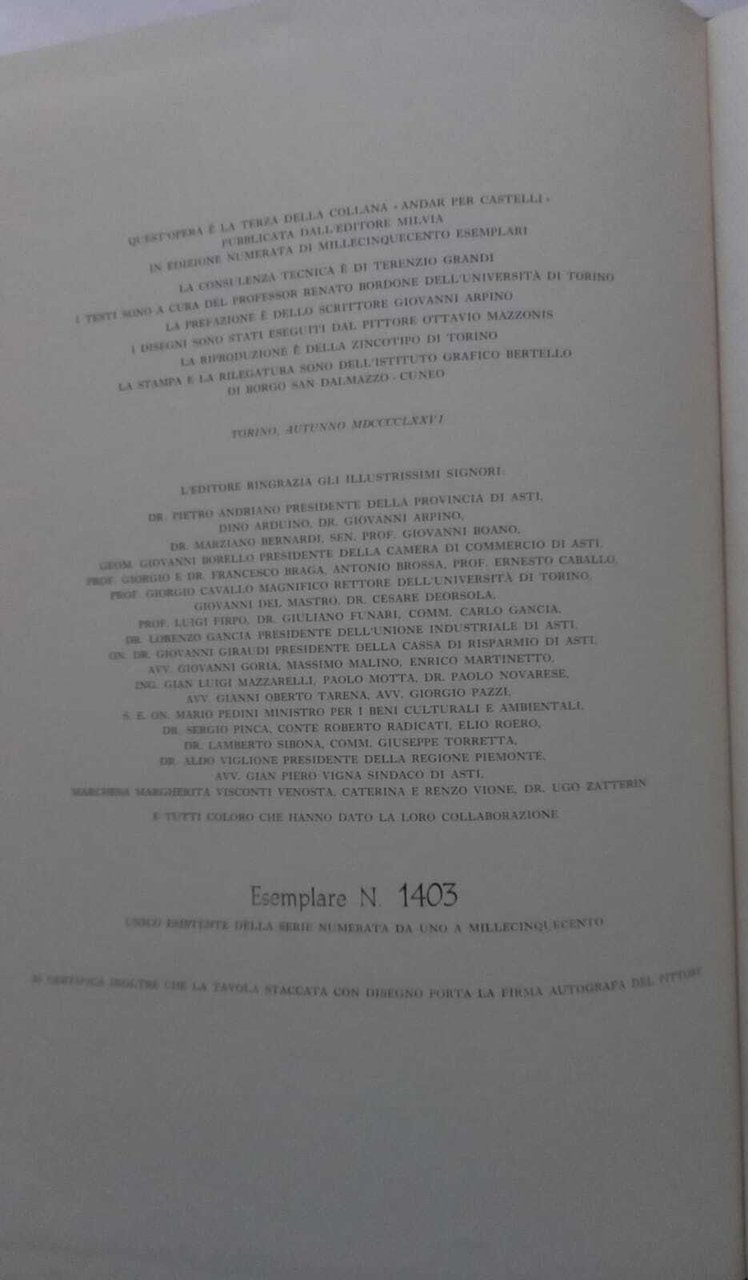 QUEST'OPERA È LA TERZA DELLA COLLANA «ANDAR PER CASTELLI»
PUBBLICATA DALL'EDITORE MILVIA
IN EDIZIONE NUMERATA DI MILLECINQUECENTO ESEMPLARI
LA CONSULENZA TECNICA È DI TERENZIO GRANDI
I TESTI SONO A CURA DEL PROFESSOR RENATO BORDONE DELL'UNIVERSITÀ DI TORINO
LA PREFAZIONE È DELLO SCRITTORE GIOVANNI ARPINO
I DISEGNI SONO STATI ESEGUITI DAL PITTORE OTTAVIO MAZZONIS
LA RIPRODUZIONE È DELLA ZINCOTIPO DI TORINO
LA STAMPA E LA RILEGATURA SONO DELL'ISTITUTO GRAFICO BERTELLO
DI BORGO SAN DALMAZZO - CUNEO
TORINO, AUTUNNO MDCCCCLXXVI
L'EDITORE RINGRAZIA GLI ILLUSTRISSIMI SIGNORI:
DR. PIETRO ANDRIANO PRESIDENTE DELLA PROVINCIA DI ASTI,
DINO ARDUINO, DR. GIOVANNI ARPINO,
DR. MARZIANO BERNARDI, SEN. PROF. GIOVANNI BOANO,
GEOM. GIOVANNI BORELLO PRESIDENTE DELLA CAMERA DI COMMERCIO DI ASTI,
PROF. GIORGIO E DR. FRANCESCO BRAGA, ANTONIO BROSSA, PROF. ERNESTO CABALLO,
PROF. GIORGIO CAVALLO MAGNIFICO RETTORE DELL'UNIVERSITÀ DI TORINO,
GIOVANNI DEL MASTRO, DR. CESARE DEORSOLA,
PROF. LUIGI FIRPO, DR. GIULIANO FUNARI, COMM. CARLO GANCIA,
DR. LORENZO GANCIA PRESIDENTE DELL'UNIONE INDUSTRIALE DI ASTI,
ON. DR. GIOVANNI GIRAUDI PRESIDENTE DELLA CASSA DI RISPARMIO DI ASTI,
AVV. GIOVANNI GORIA, MASSIMO MALINO, ENRICO MARTINETTO,
ING. GIAN LUIGI MAZZARELLI, PAOLO MOTTA, DR. PAOLO NOVARESE,
AVV. GIANNI OBERTO TARENA, AVV. GIORGIO PAZZI,
S. E. ON. MARIO PEDINI MINISTRO PER I BENI CULTURALI E AMBIENTALI,
DR. SERGIO PINCA, CONTE ROBERTO RADICATI, ELIO ROERO,
DR. LAMBERTO SIBONA, COMM. GIUSEPPE TORRETTA,
DR. ALDO VIGLIONE PRESIDENTE DELLA REGIONE PIEMONTE,
AVV. GIAN PIERO VIGNA SINDACO DI ASTI,
MARCHESA MARGHERITA VISCONTI VENOSTA, CATERINA E RENZO VIONE, DR. UGO ZATTERIN
E TUTTI COLORO CHE HANNO DATO LA LORO COLLABORAZIONE
Esemplare N. 1403
UNICO ESISTENTE DELLA SERIE NUMERATA DA UNO A MILLECINQUECENTO
SI CERTIFICA INOLTRE CHE LA TAVOLA STACCATA CON DISEGNO PORTA LA FIRMA AUTOGRAFA DEL PITTORE